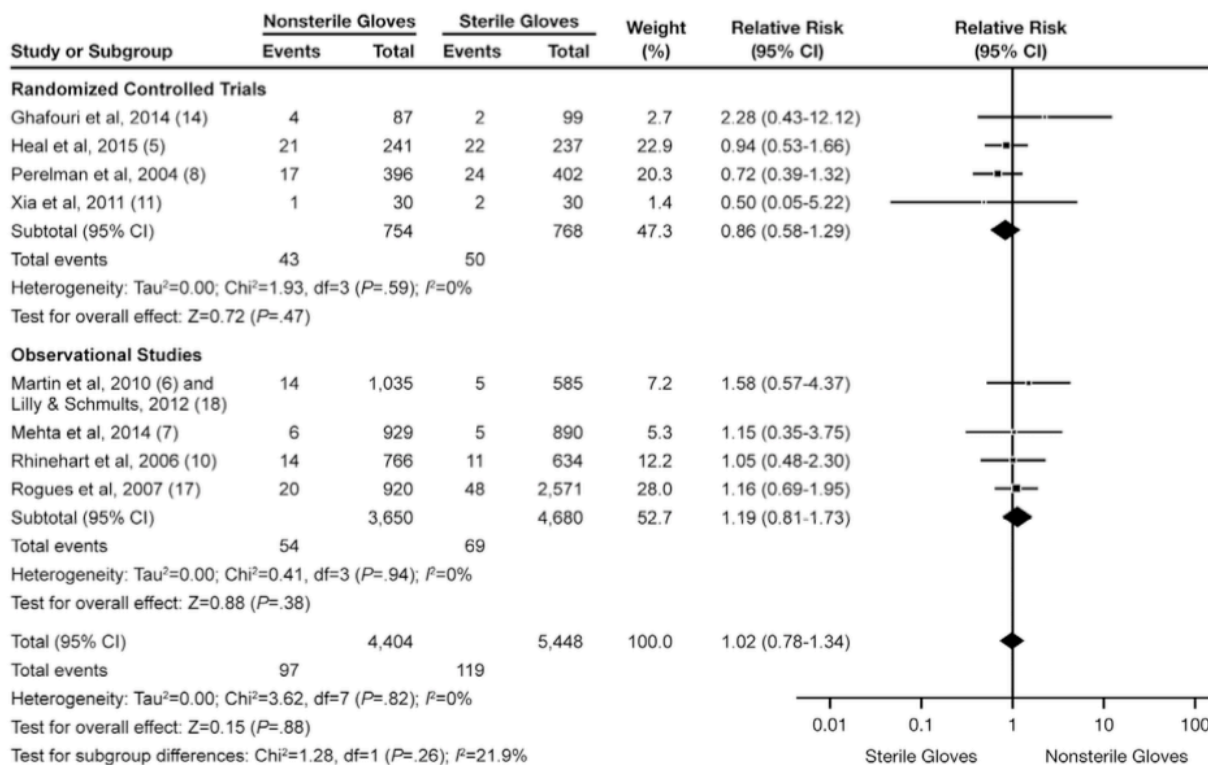 Nonsterile Gloves Sterile Gloves Weight Relative Risk Relative Risk
Study or Subgroup Events Total Events Total (%) (95% CI) (95% CI)
Randomized Controlled Trials
Ghafouri et al, 2014 (14) 4 87 2 99 2.7 2.28 (0.43-12.12)
Heal et al, 2015 (5) 21 241 22 237 22.9 0.94 (0.53-1.66)
Perelman et al, 2004 (8) 17 396 24 402 20.3 0.72 (0.39-1.32)
Xia et al, 2011 (11) 1 30 2 30 1.4 0.50 (0.05-5.22)
Subtotal (95% CI) 754 768 47.3 0.86 (0.58-1.29)
Total events 43 50
Heterogeneity: Tau²=0.00; Chi²=1.93, df=3 (P=.59); I²=0%
Test for overall effect: Z=0.72 (P=.47)
Observational Studies
Martin et al, 2010 (6) and 14 1,035 5 585 7.2 1.58 (0.57-4.37)
Lilly & Schmults, 2012 (18)
Mehta et al, 2014 (7) 6 929 5 890 5.3 1.15 (0.35-3.75)
Rhinehart et al, 2006 (10) 14 766 11 634 12.2 1.05 (0.48-2.30)
Rogues et al, 2007 (17) 20 920 48 2,571 28.0 1.16 (0.69-1.95)
Subtotal (95% CI) 3,650 4,680 52.7 1.19 (0.81-1.73)
Total events 54 69
Heterogeneity: Tau²=0.00; Chi²=0.41, df=3 (P=.94); I²=0%
Test for overall effect: Z=0.88 (P=.38)
Total (95% CI) 4,404 5,448 100.0 1.02 (0.78-1.34)
Total events 97 119
Heterogeneity: Tau²=0.00; Chi²=3.62, df=7 (P=.82); I²=0%
Test for overall effect: Z=0.15 (P=.88)
Test for subgroup differences: Chi²=1.28, df=1 (P=.26); I²=21.9%
0.01 0.1 1 10 100
Sterile Gloves Nonsterile Gloves